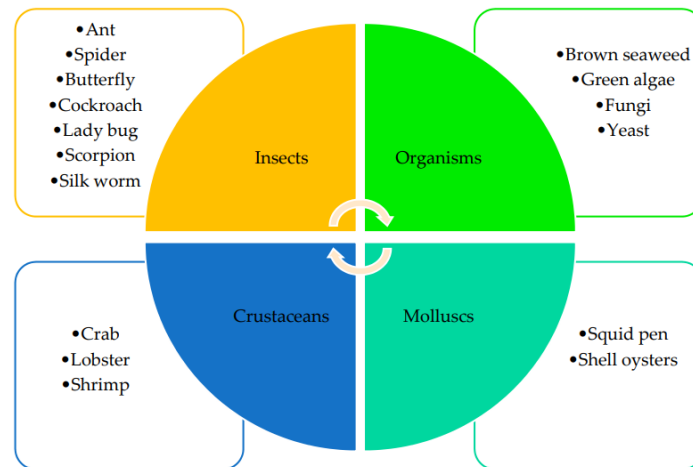 •Ant
•Spider
•Butterfly
•Cockroach
•Lady bug
•Scorpion
•Silk worm
Insects
Organisms
•Brown seaweed
•Green algae
•Fungi
•Yeast
•Crab
•Lobster
•Shrimp
Crustaceans
Molluscs
•Squid pen
•Shell oysters